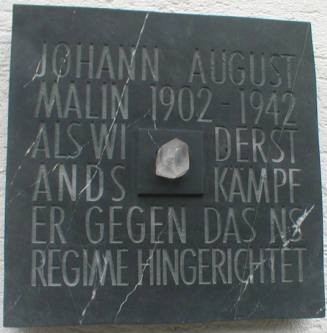 JOHANN AUGUST
MALIN 1902-1942
ALS WI DERST
ANDS KÄMPF
ER GEGEN DAS NS
REGIME HINGERICHTET